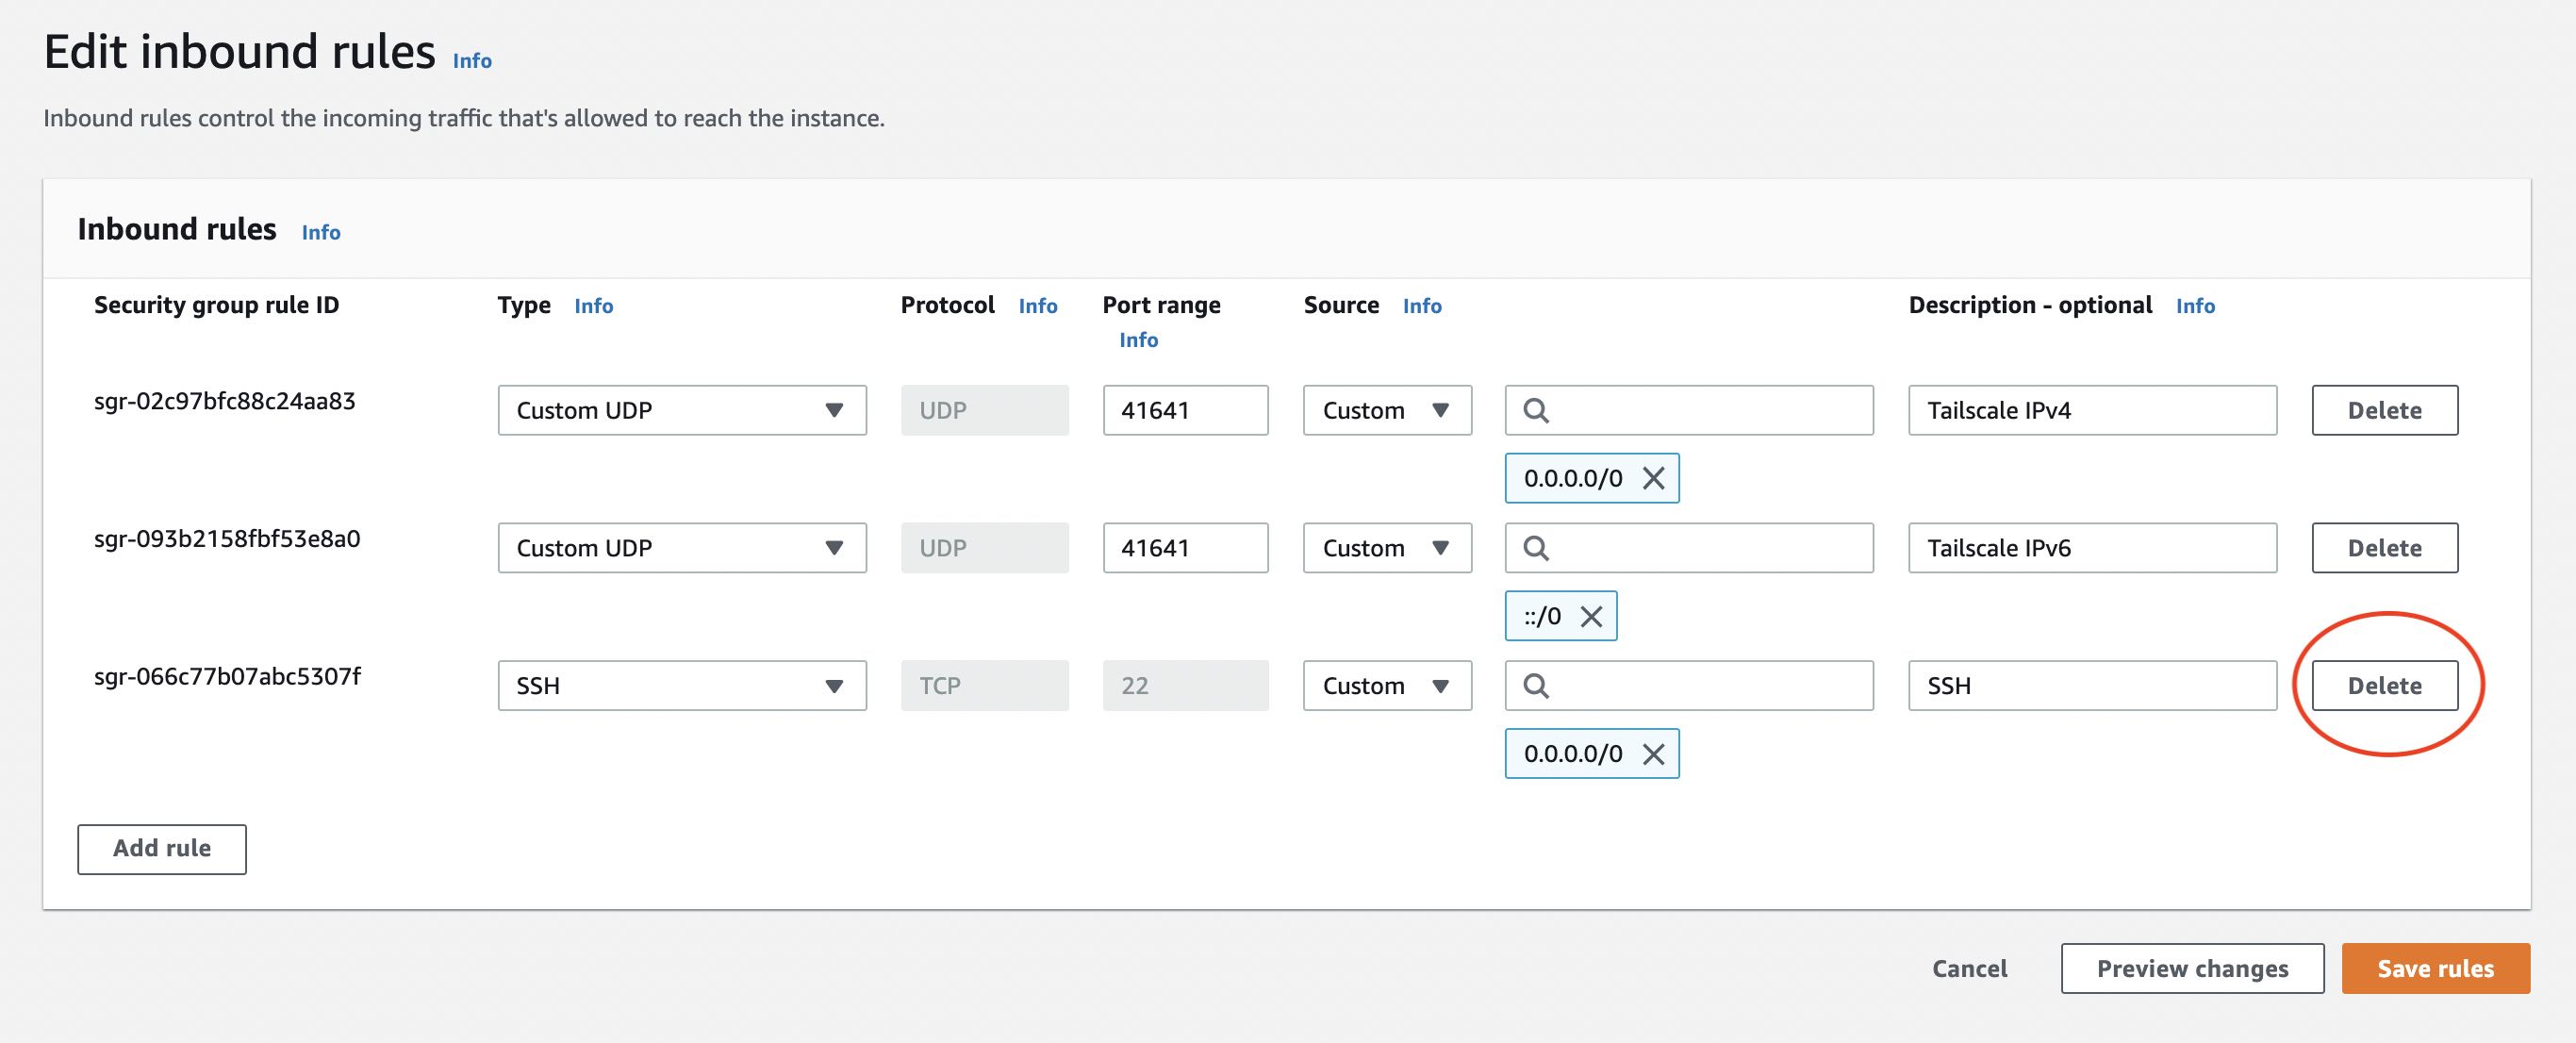 Edit inbound rules Info
Inbound rules control the incoming traffic that's allowed to reach the instance.
Inbound rules Info
Security group rule ID Type Info Protocol Info Port range Source Info Description - optional Info
Info
sgr-02c97bfc88c24aa83 Custom UDP UDP 41641 Custom Tailscale IPv4 Delete
0.0.0.0/0
sgr-093b2158fbf53e8a0 Custom UDP UDP 41641 Custom Tailscale IPv6 Delete
::/0
sgr-066c77b07abc5307f SSH TCP 22 Custom SSH Delete
0.0.0.0/0
Add rule
Cancel Preview changes Save rules